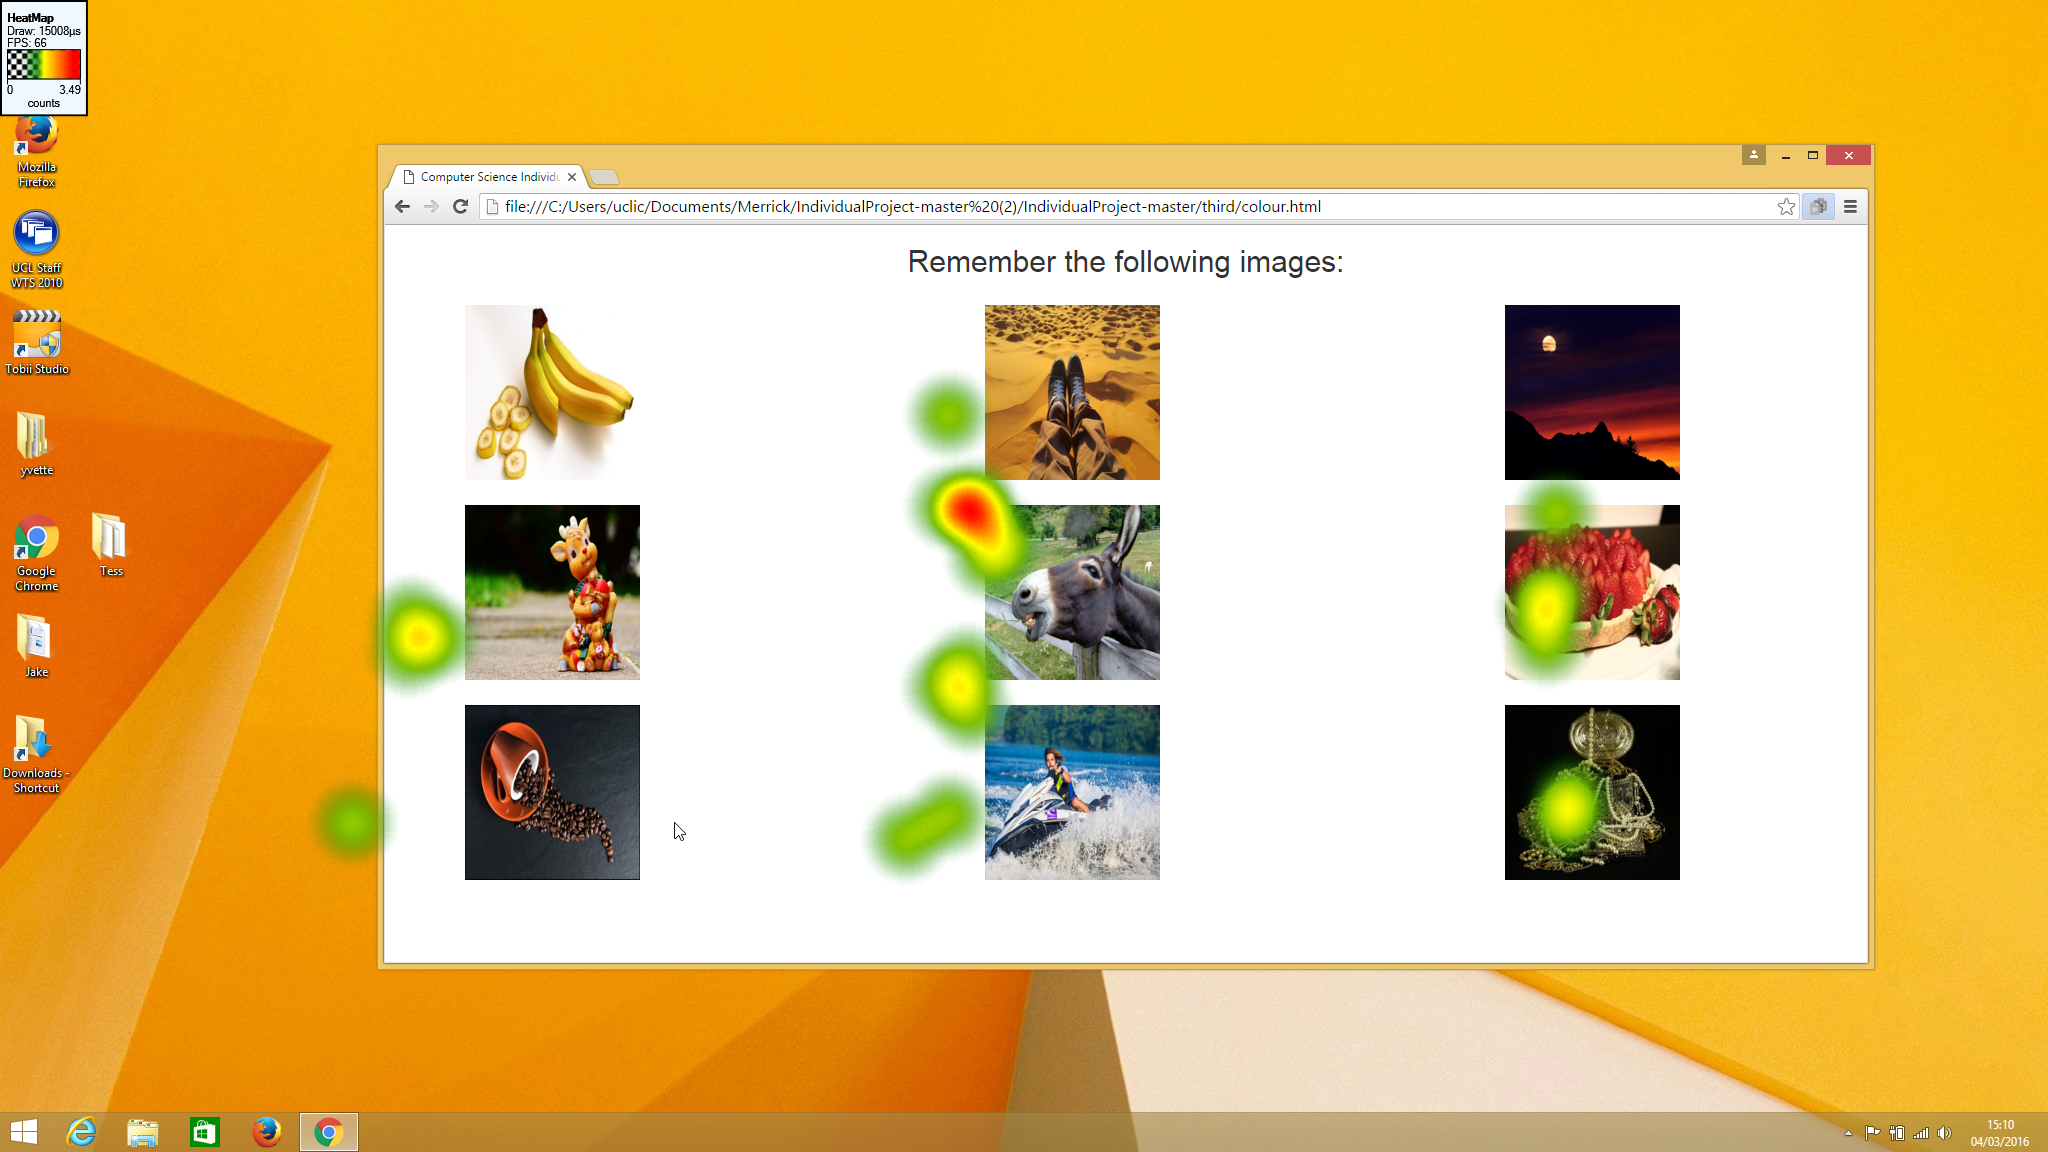 HeatMap
Draw: 15008µs
FPS: 66
0 3.49
counts
Mozilla
Firefox
UCL Staff
WTS 2010
Tobii Studio
yvette
Google
Chrome
Tess
Jake
Downloads -
Shortcut
Computer Science Individu
file:///C:/Users/uclic/Documents/Merrick/IndividualProject-master%20(2)/IndividualProject-master/third/colour.html
Remember the following images:
15:10
04/03/2016